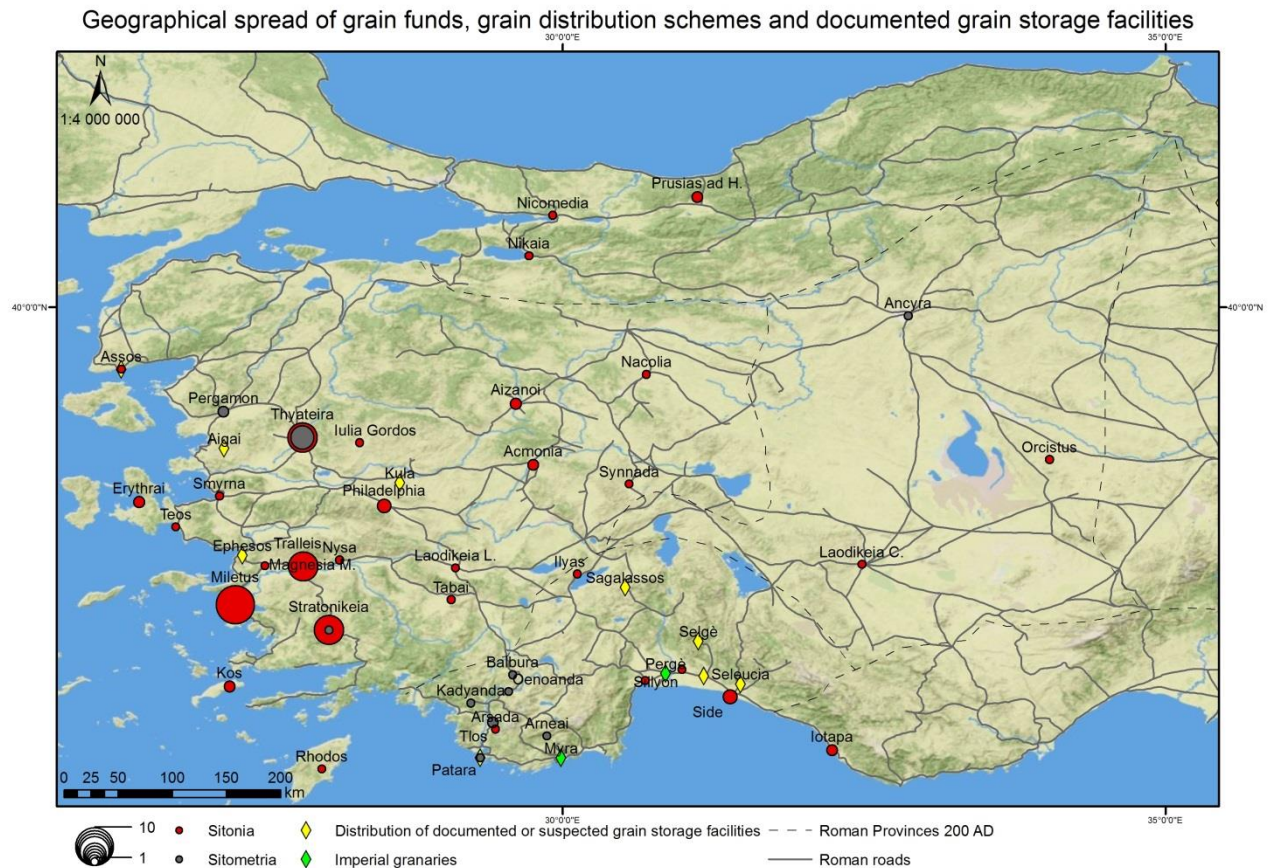 Geographical spread of grain funds, grain distribution schemes and documented grain storage facilities
30°0'0"E
35°0'0"E
N
1:4 000 000
Prusias ad H.
Nicomedia
Nikaia
40°0'0"N
40°0'0"N
Ancyra
Assos
Nacolia
Aizanoi
Pergamon
Thyateira
Iulia Gordos
Aigai
Acmonia
Orcistus
Kula
Synnada
Smyrna
Philadelphia
Erythrai
Teos
Ephesos
Tralleis
Nysa
Magnesia M.
Laodikeia L.
Ilyas
Laodikeia C.
Sagalassos
Miletus
Tabai
Stratonikeia
Selgè
Balbura
Pergè
Seleucia
Oenoanda
Sillyon
Kos
Kadyanda
Side
Arsada
Arneai
Tlos
Iotapa
Myra
Rhodos
Patara
0 25 50 100 150 200
km
30°0'0"E
35°0'0"E
10
Sitonia
Distribution of documented or suspected grain storage facilities
Roman Provinces 200 AD
1
Sitometria
Imperial granaries
Roman roads